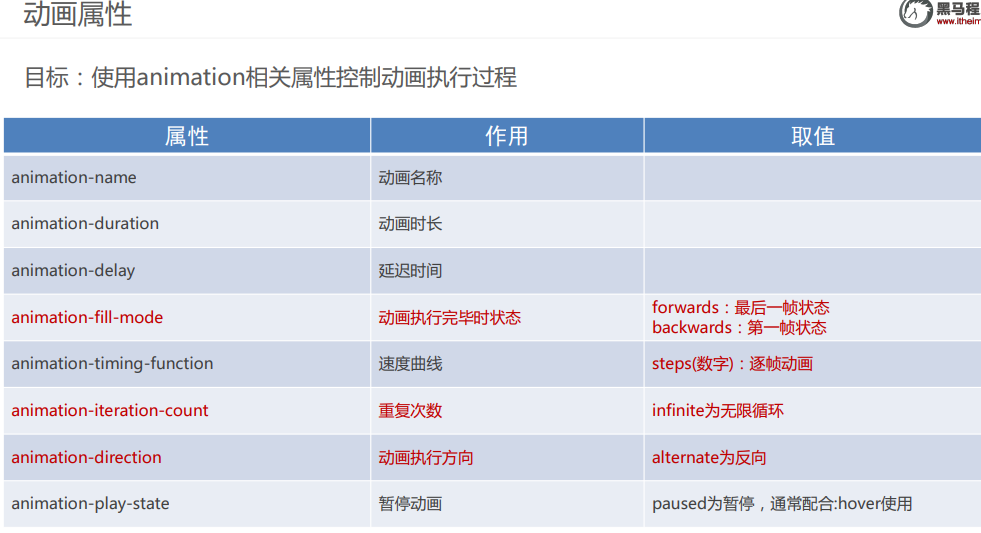 动画属性
黑马程
www.itheim
目标：使用animation相关属性控制动画执行过程
属性 作用 取值
animation-name 动画名称
animation-duration 动画时长
animation-delay 延迟时间
animation-fill-mode 动画执行完毕时状态 forwards：最后一帧状态
backwards：第一帧状态
animation-timing-function 速度曲线 steps(数字)：逐帧动画
animation-iteration-count 重复次数 infinite为无限循环
animation-direction 动画执行方向 alternate为反向
animation-play-state 暂停动画 paused为暂停，通常配合:hover使用